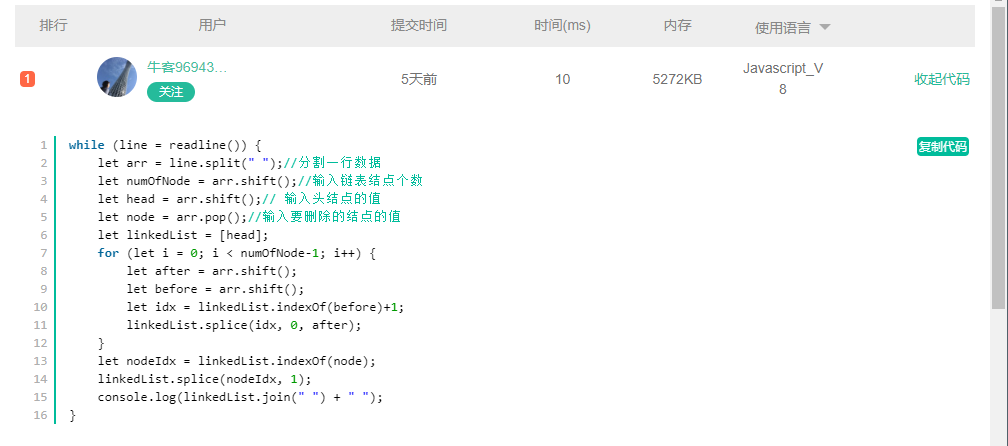 排行 用户 提交时间 时间(ms) 内存 使用语言
1 牛客96943... 5天前 10 5272KB Javascript_V8 收起代码
关注
复制代码
1 while (line = readline()) {
2     let arr = line.split(" ");//分割一行数据
3     let numOfNode = arr.shift();//输入链表结点个数
4     let head = arr.shift();// 输入头结点的值
5     let node = arr.pop();//输入要删除的结点的值
6     let linkedList = [head];
7     for (let i = 0; i < numOfNode-1; i++) {
8         let after = arr.shift();
9         let before = arr.shift();
10         let idx = linkedList.indexOf(before)+1;
11         linkedList.splice(idx, 0, after);
12     }
13     let nodeIdx = linkedList.indexOf(node);
14     linkedList.splice(nodeIdx, 1);
15     console.log(linkedList.join(" ") + " ");
16 }